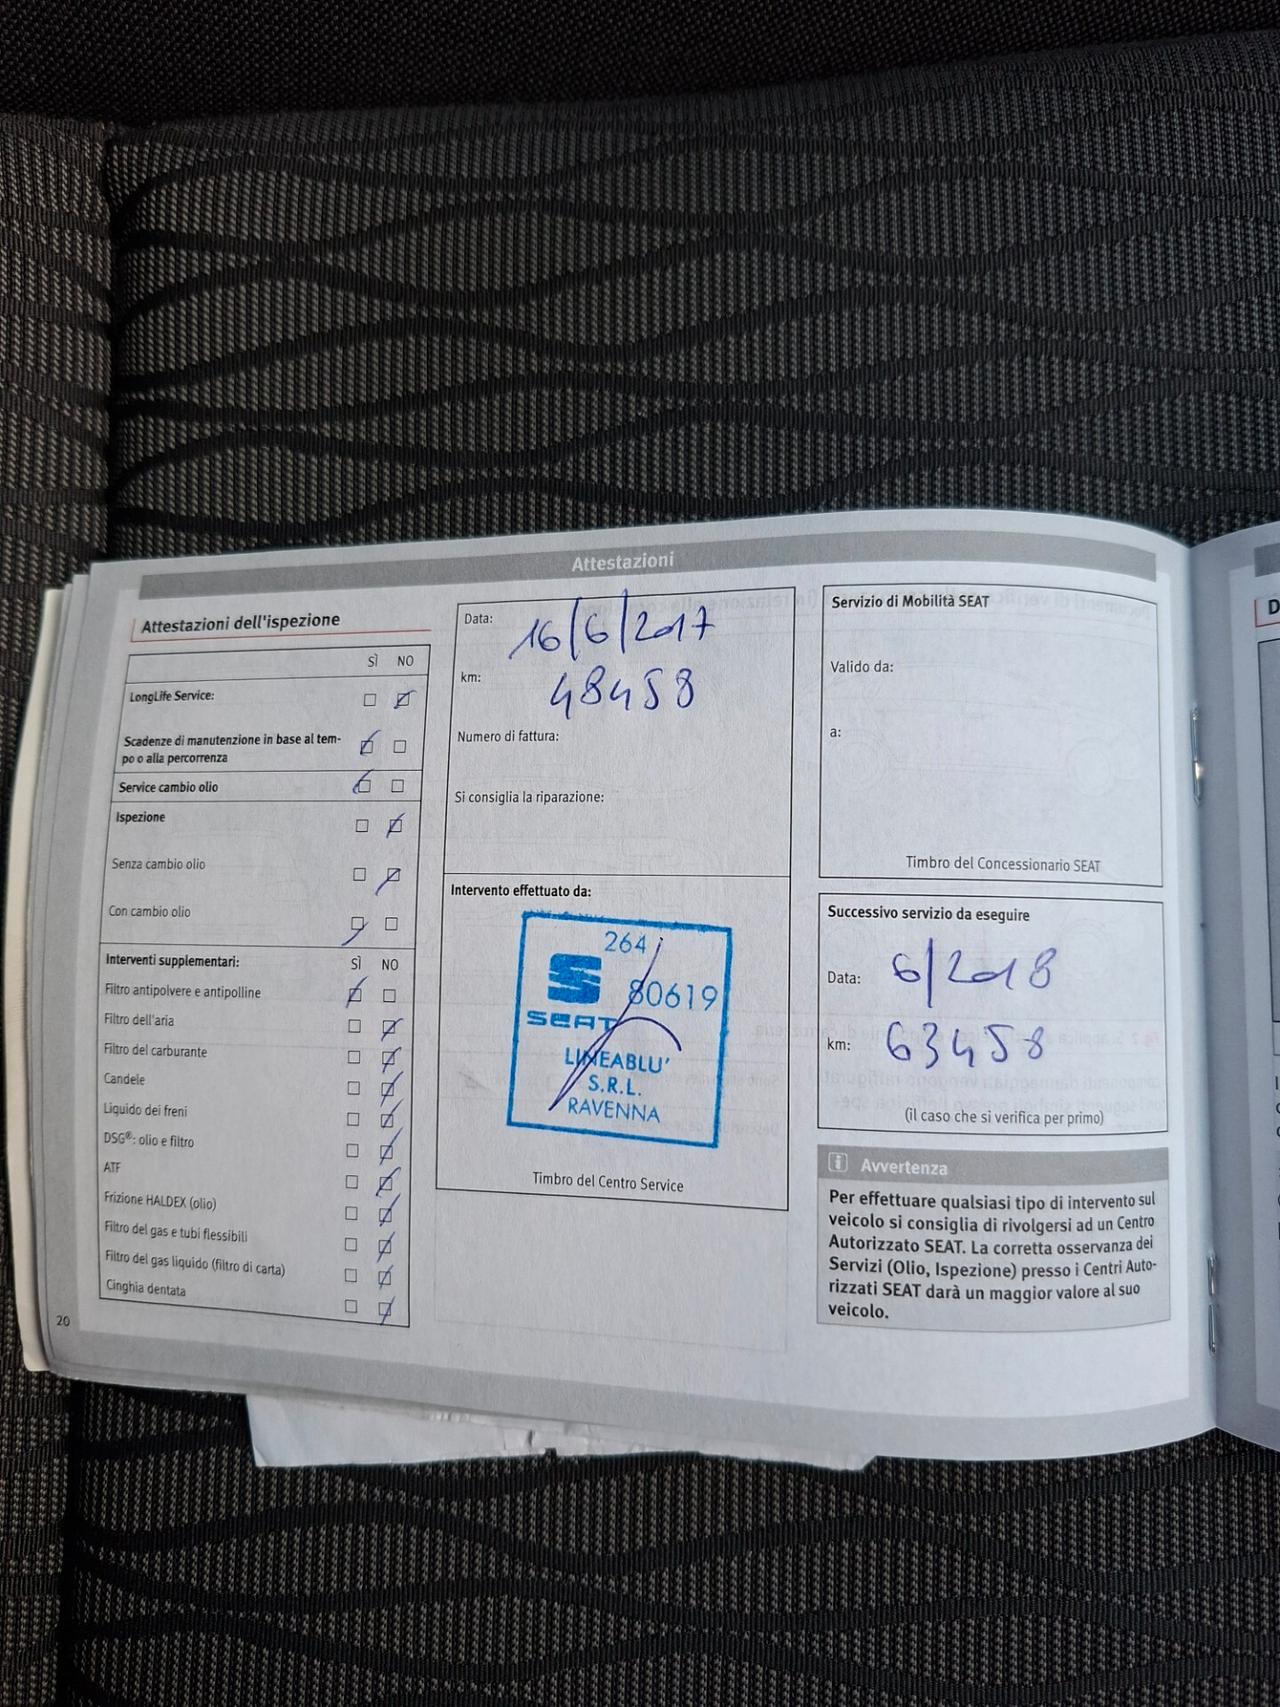 Attestazioni
Attestazioni dell'ispezione
SÌ NO
LongLife Service:
Scadenze di manutenzione in base al tem-
po o alla percorrenza
Service cambio olio
Ispezione
Senza cambio olio
Con cambio olio
Interventi supplementari: SÌ NO
Filtro antipolvere e antipolline
Filtro dell'aria
Filtro del carburante
Candele
Liquido dei freni
DSG®: olio e filtro
ATF
Frizione HALDEX (olio)
Filtro del gas e tubi flessibili
Filtro del gas liquido (filtro di carta)
Cinghia dentata
20
Data: 16/6/2017
km: 48458
Numero di fattura:
Si consiglia la riparazione:
Intervento effettuato da:
264
80619
SEAT
LINEABLU'
S.R.L.
RAVENNA
Timbro del Centro Service
Servizio di Mobilità SEAT
Valido da:
a:
Timbro del Concessionario SEAT
Successivo servizio da eseguire
Data: 6/2018
km: 63458
(il caso che si verifica per primo)
i Avvertenza
Per effettuare qualsiasi tipo di intervento sul
veicolo si consiglia di rivolgersi ad un Centro
Autorizzato SEAT. La corretta osservanza dei
Servizi (Olio, Ispezione) presso i Centri Auto-
rizzati SEAT darà un maggior valore al suo
veicolo.
D